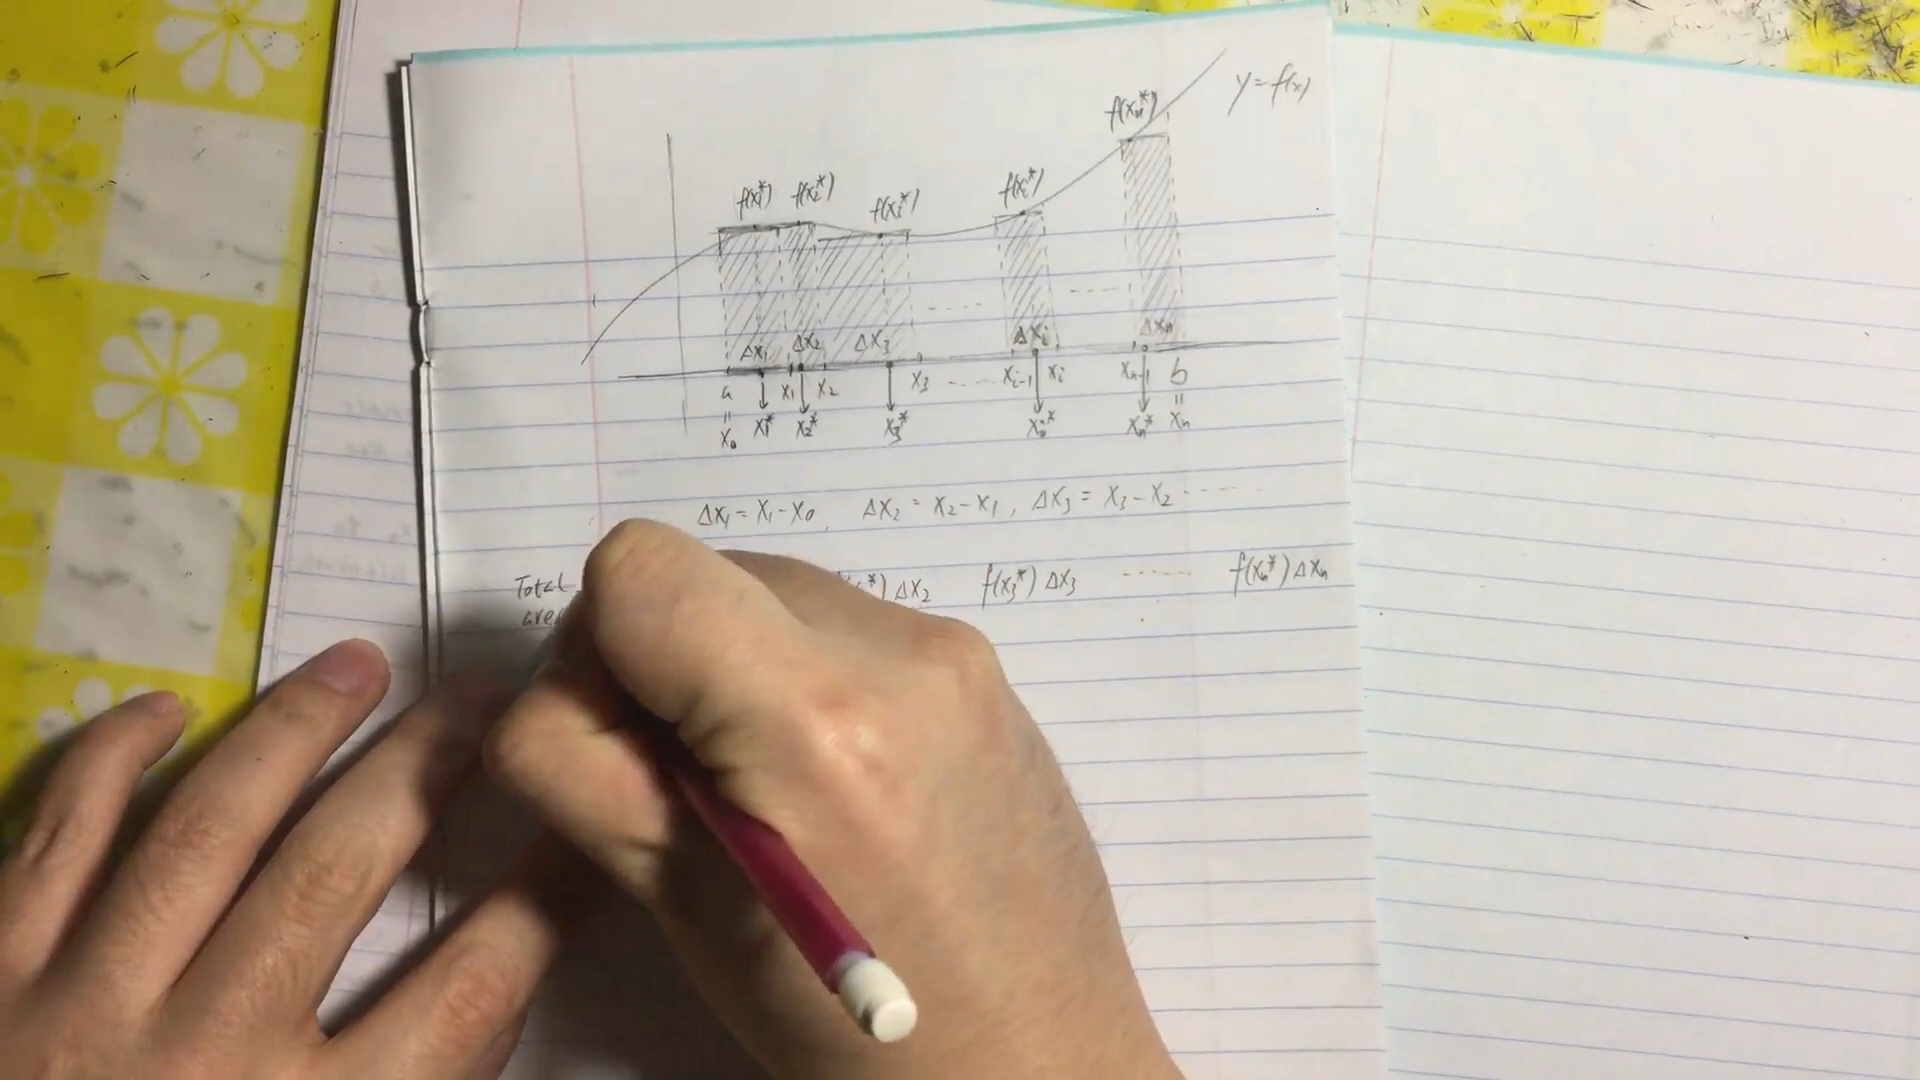 y = f(x)
f(xₙ*)
f(x₁*) f(x₂*) f(x₃*) f(xᵢ*)
Δx₁ Δx₂ Δx₃ Δxᵢ Δxₙ
a x₁ x₂ x₃ ------ xᵢ₋₁ xᵢ xₙ₋₁ b
= =
x₀ x₁* x₂* x₃* xᵢ* xₙ* xₙ
Δx₁ = x₁ - x₀, Δx₂ = x₂ - x₁, Δx₃ = x₃ - x₂ ------
Total *) Δx₂ f(x₃*) Δx₃ ------ f(xₙ*) Δxₙ